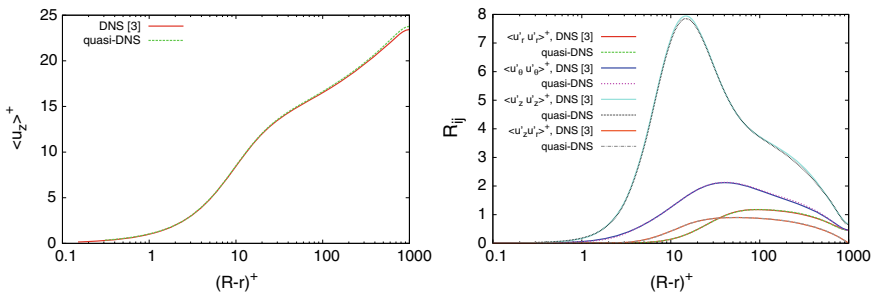 DNS [3]
quasi-DNS
25
20
15
10
5
0
0.1 1 10 100 1000
<u_z>^+
(R-r)^+
<u'_r u'_r>^+, DNS [3]
quasi-DNS
<u'_θ u'_θ>^+, DNS [3]
quasi-DNS
<u'_z u'_z>^+, DNS [3]
quasi-DNS
<u'_z u'_r>^+, DNS [3]
quasi-DNS
8
7
6
5
4
3
2
1
0
0.1 1 10 100 1000
R_ij
(R-r)^+